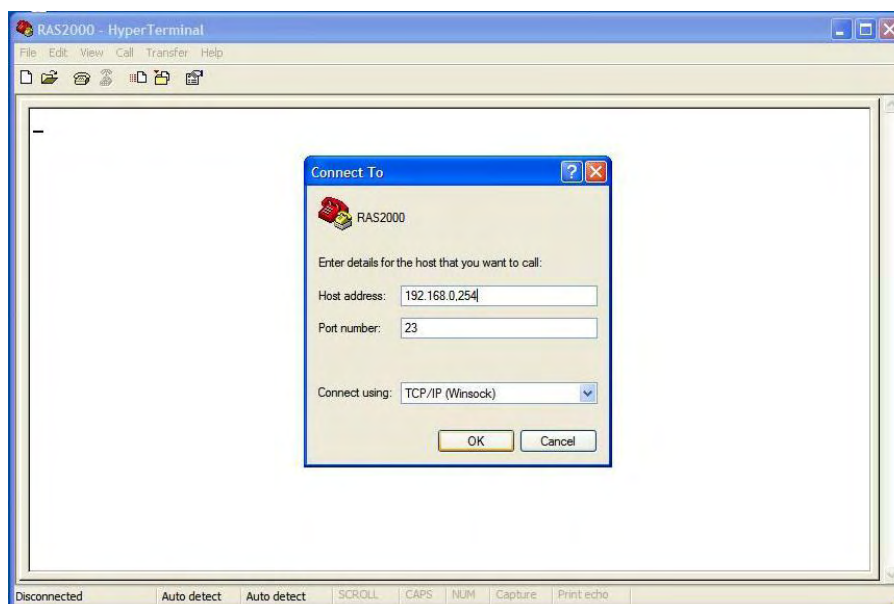 RAS2000 - HyperTerminal
File Edit View Call Transfer Help
Connect To
RAS2000
Enter details for the host that you want to call:
Host address: 192.168.0,254
Port number: 23
Connect using: TCP/IP (Winsock)
OK Cancel
Disconnected Auto detect Auto detect SCROLL CAPS NUM Capture Print echo